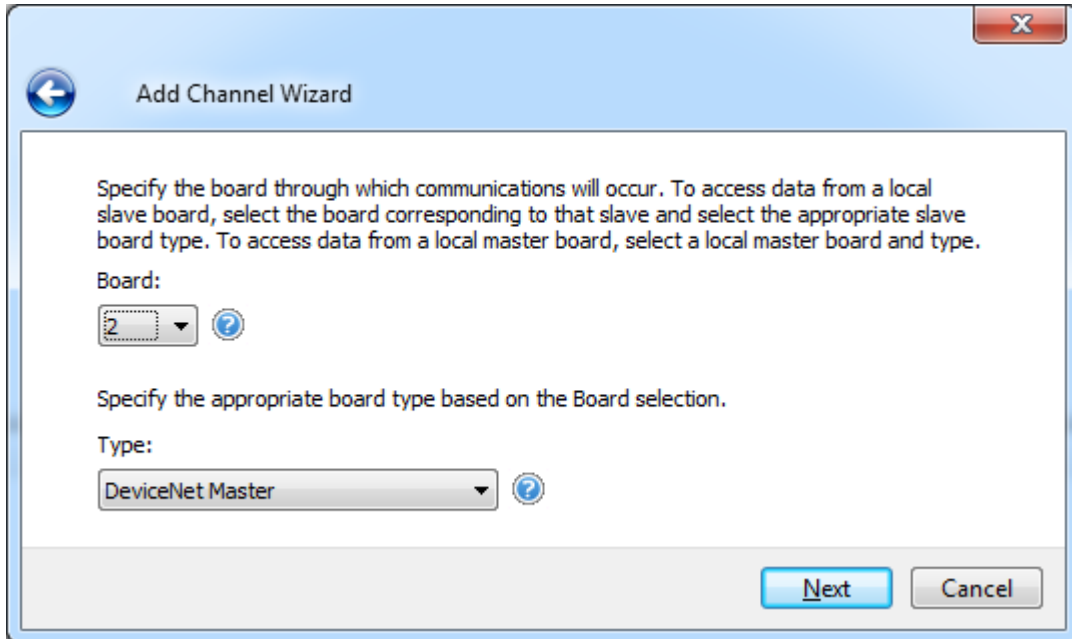 Add Channel Wizard
Specify the board through which communications will occur. To access data from a local
slave board, select the board corresponding to that slave and select the appropriate slave
board type. To access data from a local master board, select a local master board and type.
Board:
2
Specify the appropriate board type based on the Board selection.
Type:
DeviceNet Master
Next
Cancel